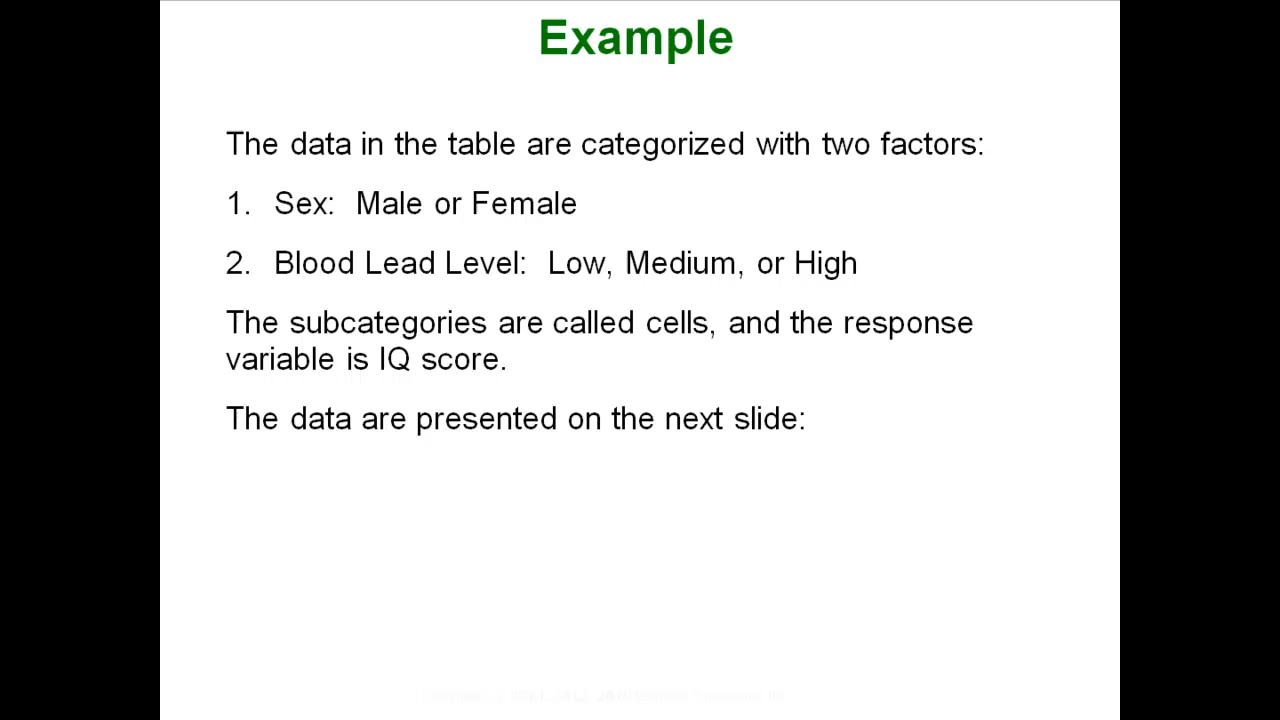 Example
The data in the table are categorized with two factors:
1. Sex: Male or Female
2. Blood Lead Level: Low, Medium, or High
The subcategories are called cells, and the response
variable is IQ score.
The data are presented on the next slide: